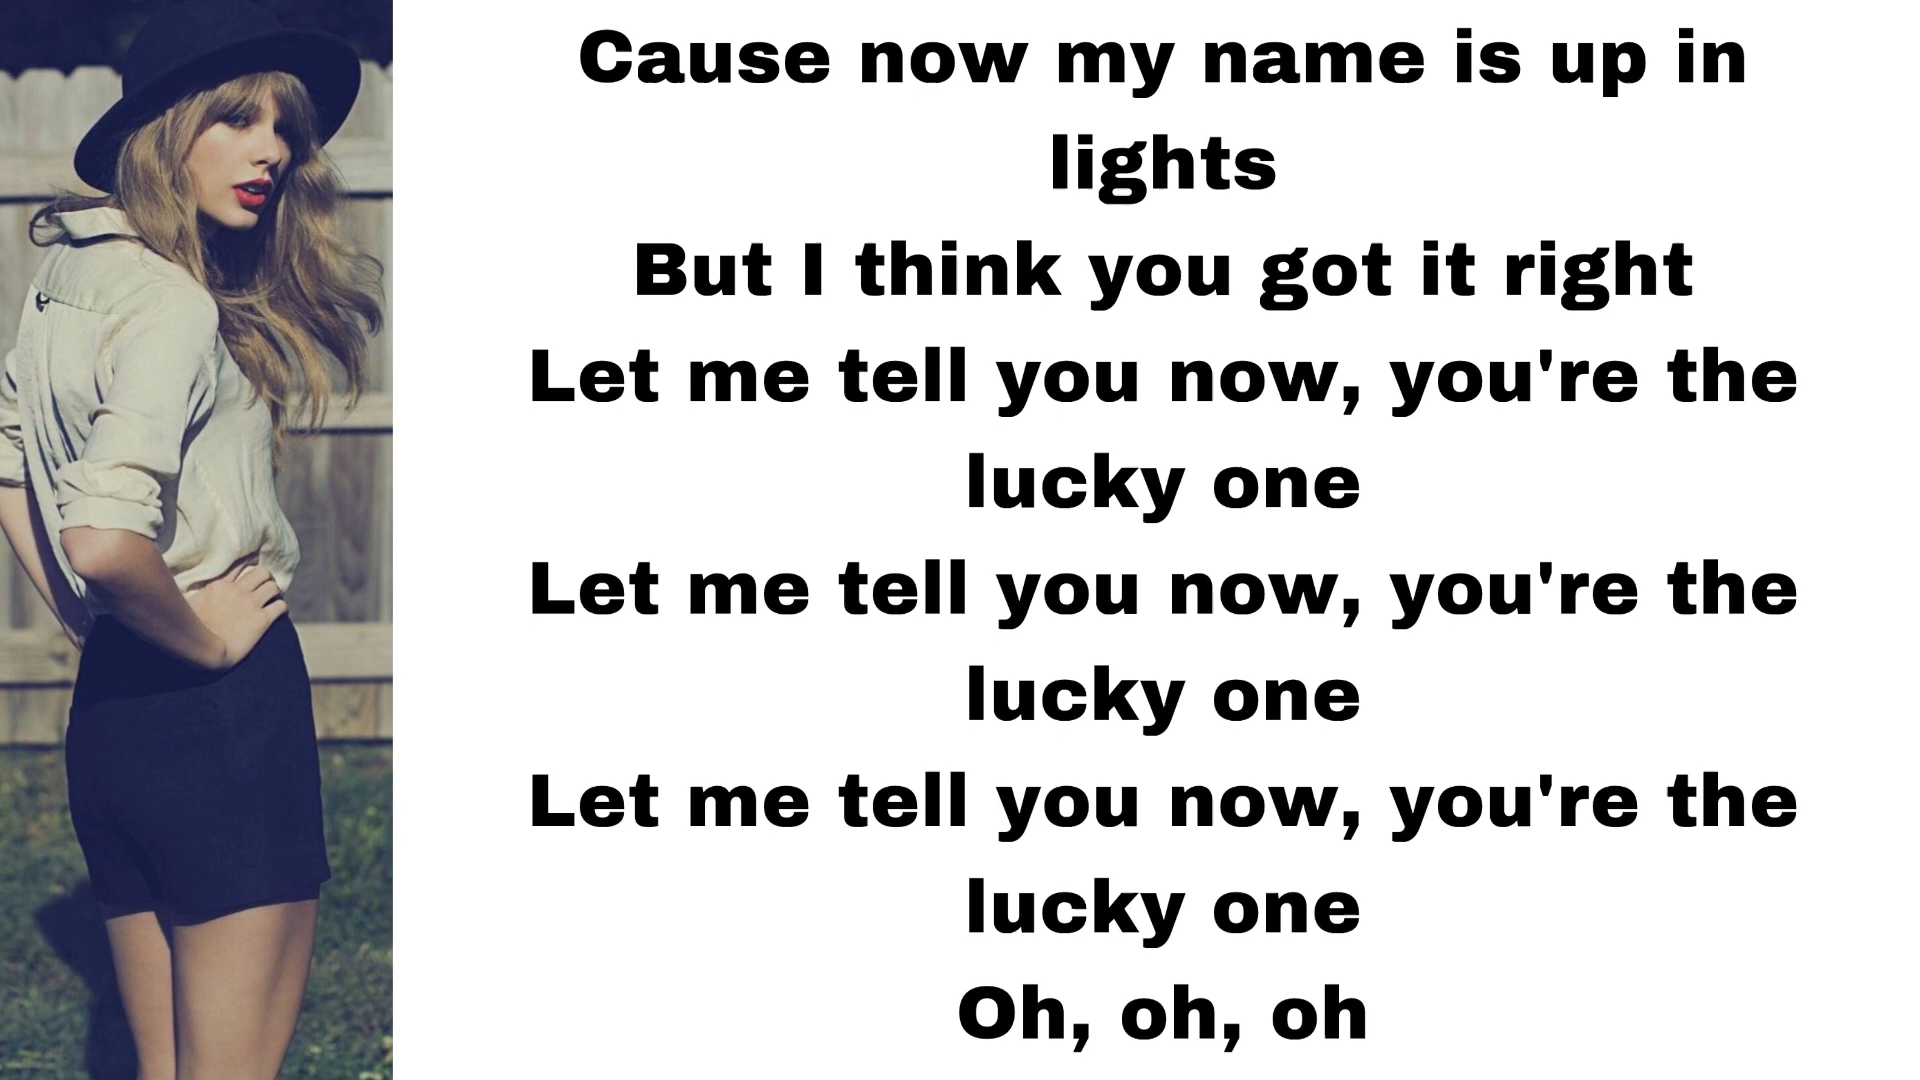 Cause now my name is up in
lights
But I think you got it right
Let me tell you now, you're the
lucky one
Let me tell you now, you're the
lucky one
Let me tell you now, you're the
lucky one
Oh, oh, oh